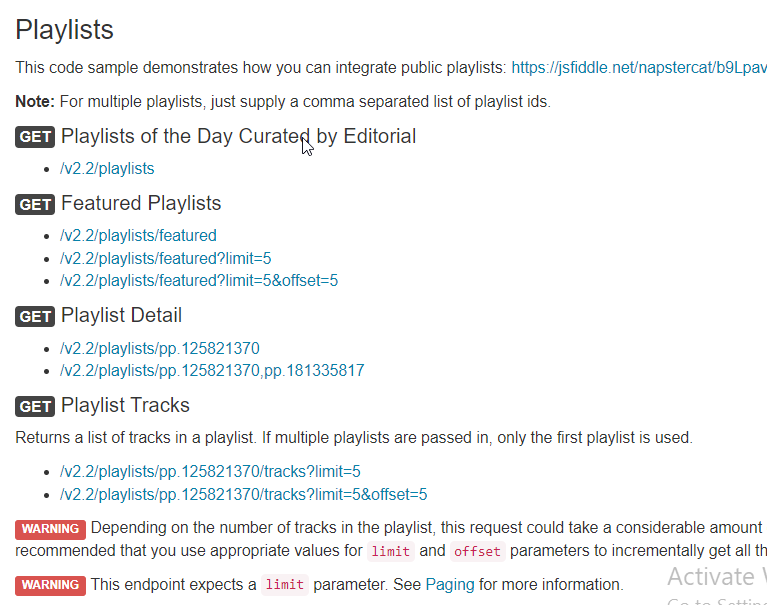 Playlists
This code sample demonstrates how you can integrate public playlists: https://jsfiddle.net/napstercat/b9Lpav
Note: For multiple playlists, just supply a comma separated list of playlist ids.
GET Playlists of the Day Curated by Editorial
/v2.2/playlists
GET Featured Playlists
/v2.2/playlists/featured
/v2.2/playlists/featured?limit=5
/v2.2/playlists/featured?limit=5&offset=5
GET Playlist Detail
/v2.2/playlists/pp.125821370
/v2.2/playlists/pp.125821370,pp.181335817
GET Playlist Tracks
Returns a list of tracks in a playlist. If multiple playlists are passed in, only the first playlist is used.
/v2.2/playlists/pp.125821370/tracks?limit=5
/v2.2/playlists/pp.125821370/tracks?limit=5&offset=5
WARNING Depending on the number of tracks in the playlist, this request could take a considerable amount
recommended that you use appropriate values for limit and offset parameters to incrementally get all th
WARNING This endpoint expects a limit parameter. See Paging for more information.
Activate
Go to Settin